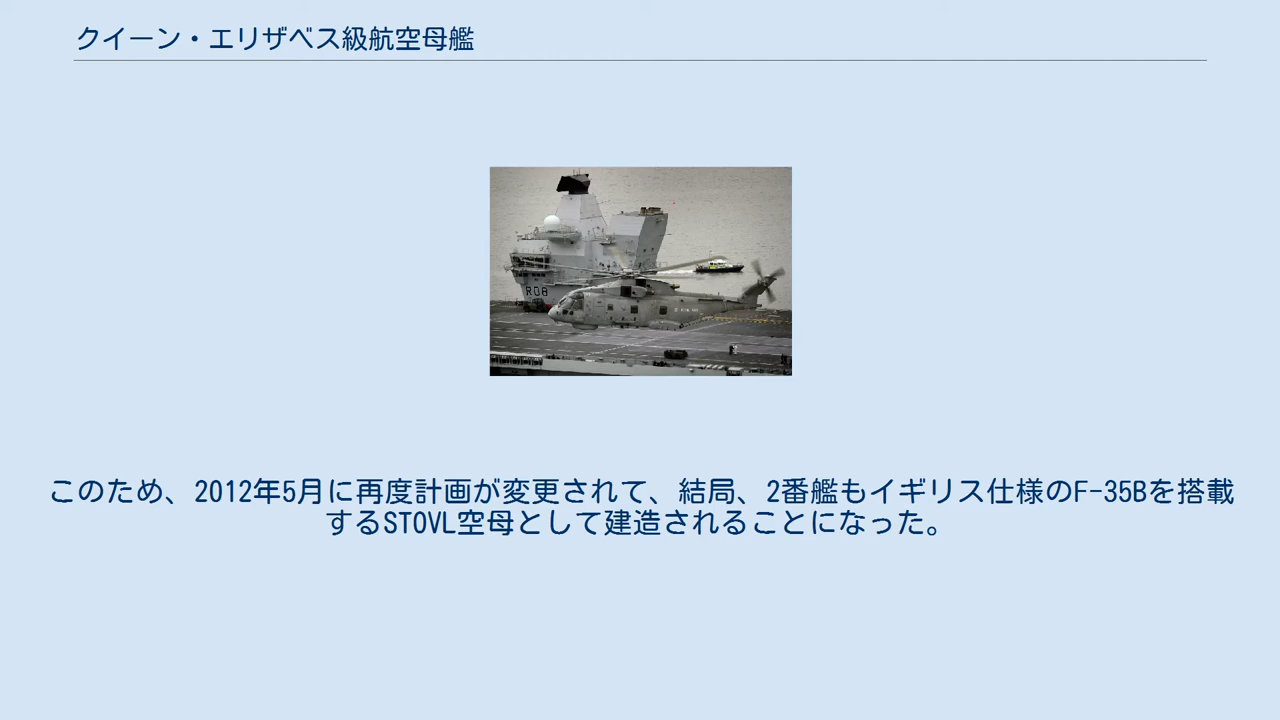 クイーン・エリザベス級航空母艦
R08
このため、2012年5月に再度計画が変更されて、結局、2番艦もイギリス仕様のF-35Bを搭載
するSTOVL空母として建造されることになった。